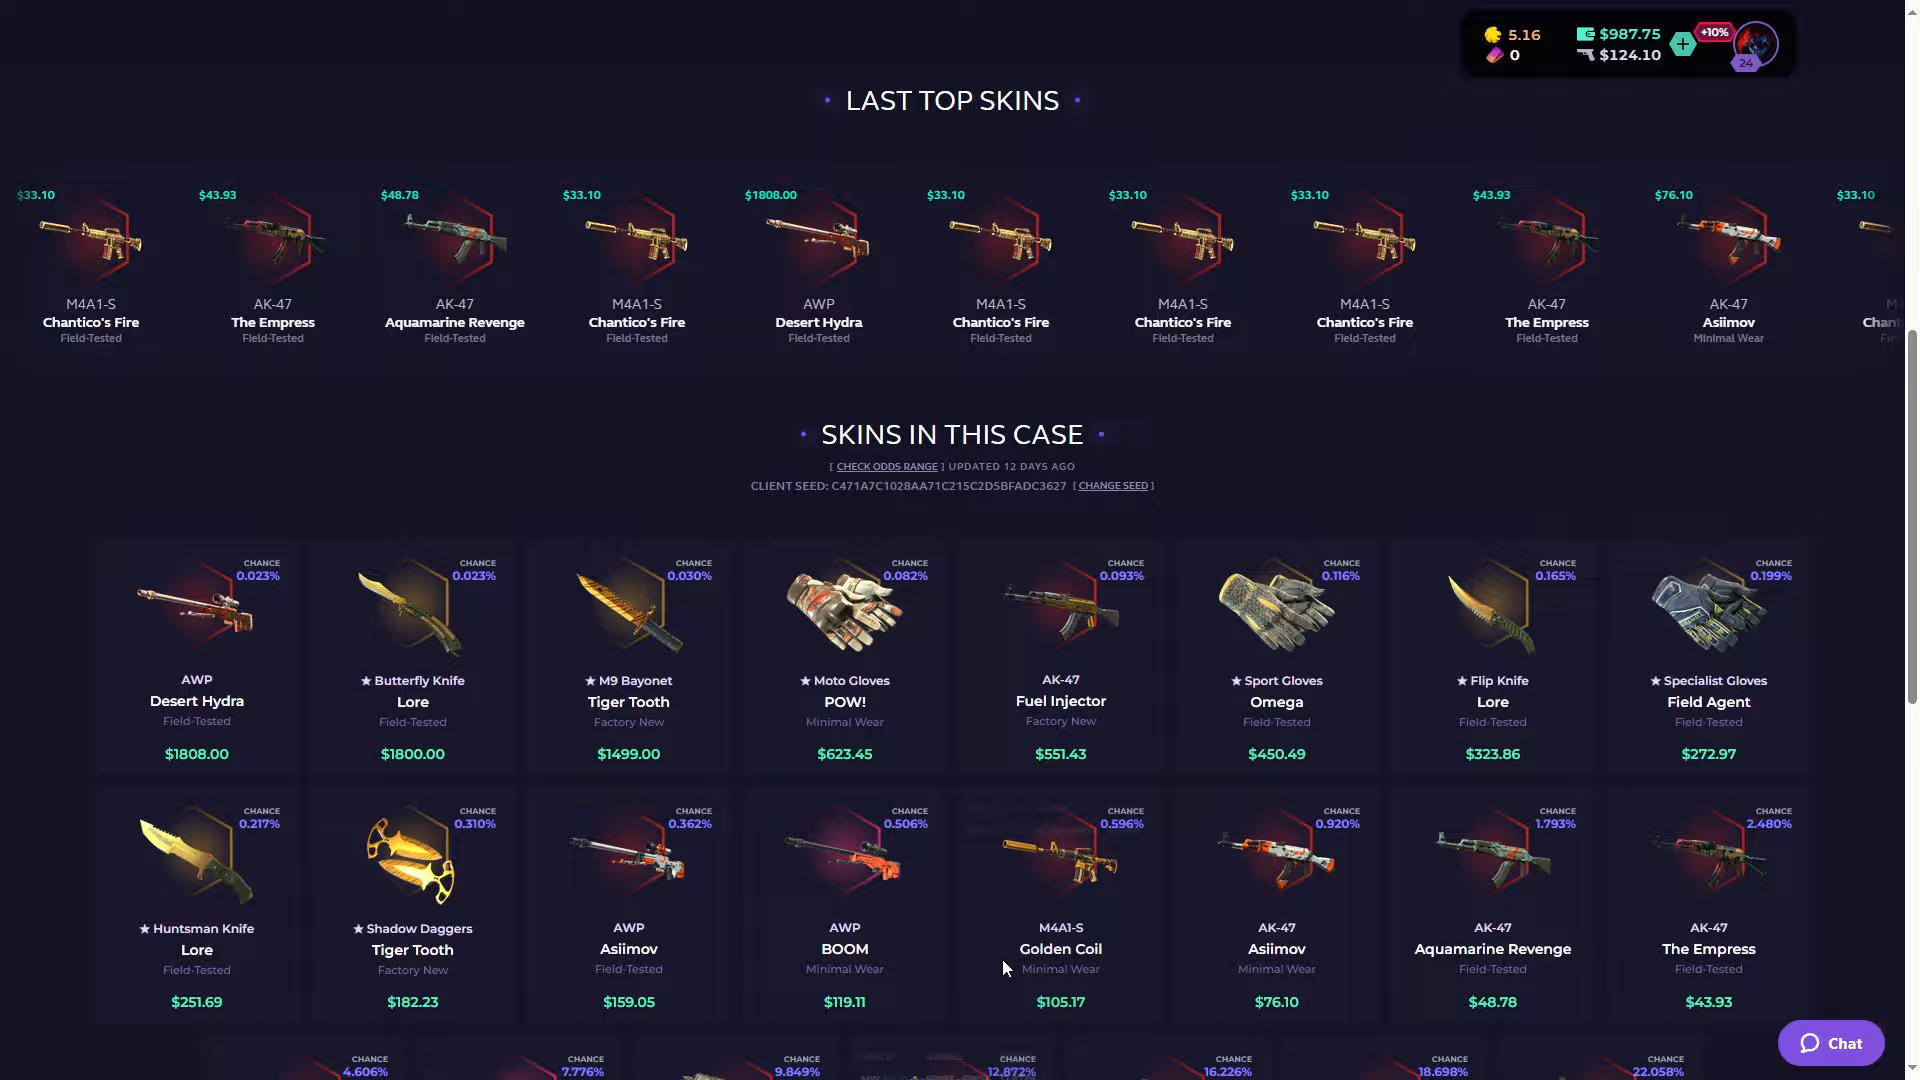 5.16
$987.75
+10%
0
$124.10
24
LAST TOP SKINS
$33.10
$43.93
$48.78
$33.10
$1808.00
$33.10
$33.10
$33.10
$43.93
$76.10
$33.10
M4A1-S
AK-47
AK-47
M4A1-S
AWP
M4A1-S
M4A1-S
M4A1-S
AK-47
AK-47
Chantico's Fire
The Empress
Aquamarine Revenge
Chantico's Fire
Desert Hydra
Chantico's Fire
Chantico's Fire
Chantico's Fire
The Empress
Asiimov
Field-Tested
Field-Tested
Field-Tested
Field-Tested
Field-Tested
Field-Tested
Field-Tested
Field-Tested
Field-Tested
Minimal Wear
SKINS IN THIS CASE
[ CHECK ODDS RANGE ] UPDATED 12 DAYS AGO
CLIENT SEED: C471A7C1028AA71C215C2D5BFADC3627 [ CHANGE SEED ]
CHANCE
0.023%
AWP
Desert Hydra
Field-Tested
$1808.00
CHANCE
0.023%
★ Butterfly Knife
Lore
Field-Tested
$1800.00
CHANCE
0.030%
★ M9 Bayonet
Tiger Tooth
Factory New
$1499.00
CHANCE
0.082%
★ Moto Gloves
POW!
Minimal Wear
$623.45
CHANCE
0.093%
AK-47
Fuel Injector
Factory New
$551.43
CHANCE
0.116%
★ Sport Gloves
Omega
Field-Tested
$450.49
CHANCE
0.165%
★ Flip Knife
Lore
Field-Tested
$323.86
CHANCE
0.199%
★ Specialist Gloves
Field Agent
Field-Tested
$272.97
CHANCE
0.217%
★ Huntsman Knife
Lore
Field-Tested
$251.69
CHANCE
0.310%
★ Shadow Daggers
Tiger Tooth
Factory New
$182.23
CHANCE
0.362%
AWP
Asiimov
Field-Tested
$159.05
CHANCE
0.506%
AWP
BOOM
Minimal Wear
$119.11
CHANCE
0.596%
M4A1-S
Golden Coil
Minimal Wear
$105.17
CHANCE
0.920%
AK-47
Asiimov
Minimal Wear
$76.10
CHANCE
1.793%
AK-47
Aquamarine Revenge
Field-Tested
$48.78
CHANCE
2.480%
AK-47
The Empress
Field-Tested
$43.93
Chat
CHANCE
4.606%
CHANCE
7.776%
CHANCE
9.849%
CHANCE
12.872%
CHANCE
16.226%
CHANCE
18.698%
CHANCE
22.058%